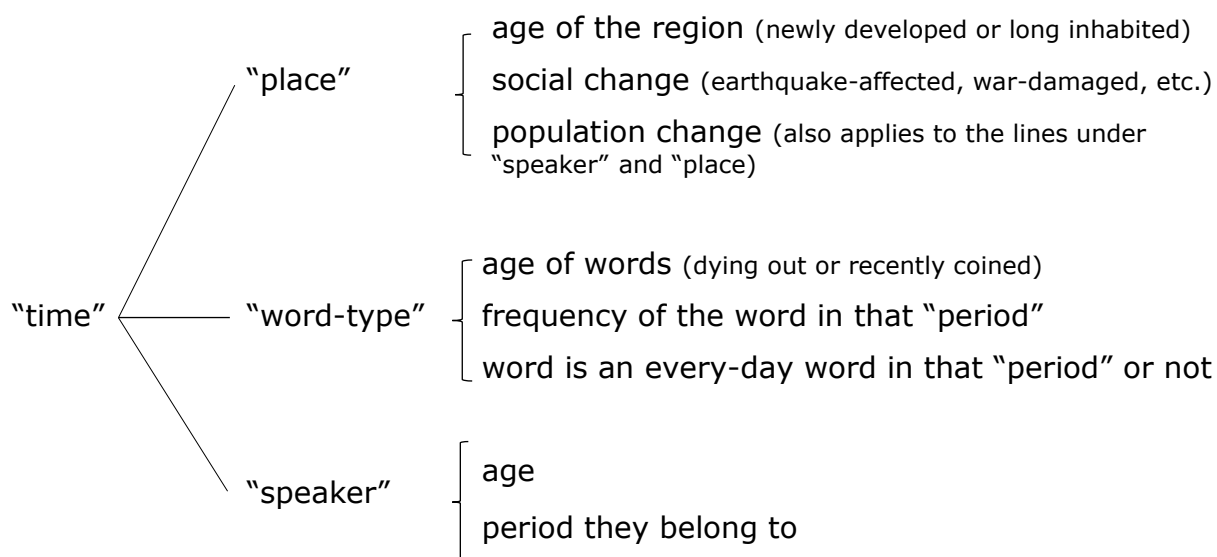 “time”
“place”
age of the region (newly developed or long inhabited)
social change (earthquake-affected, war-damaged, etc.)
population change (also applies to the lines under
“speaker” and “place)
“word-type”
age of words (dying out or recently coined)
frequency of the word in that “period”
word is an every-day word in that “period” or not
“speaker”
age
period they belong to